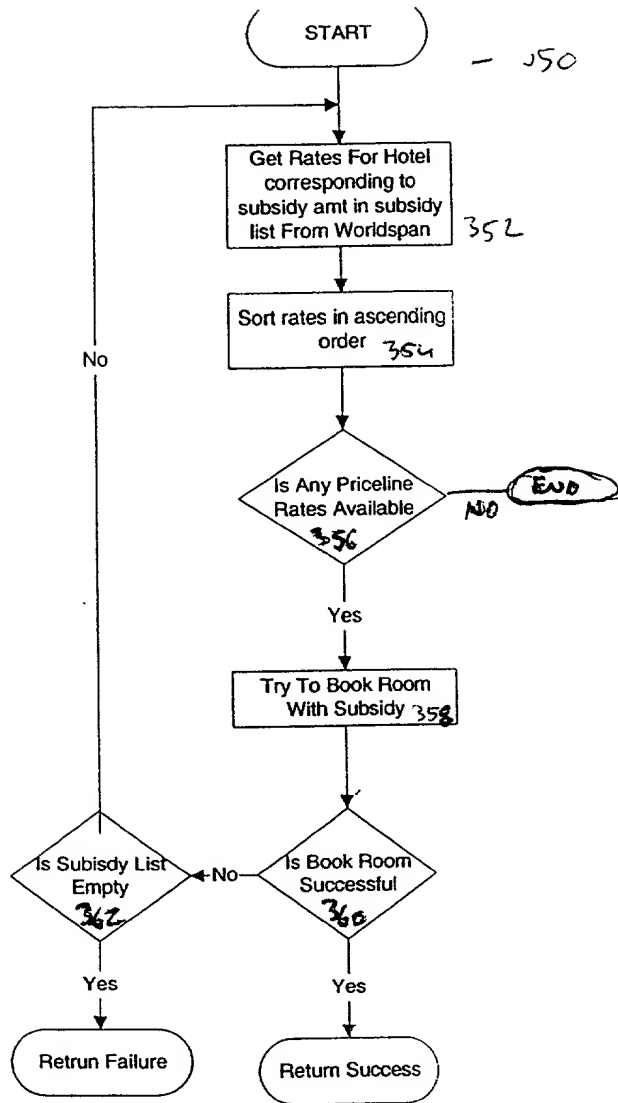 START
Get Rates For Hotel
corresponding to
subsidy amt in subsidy
list From Worldspan
352
Sort rates in ascending
order
354
No
Is Any Priceline
Rates Available
356
NO
END
Yes
Try To Book Room
With Subsidy
358
Is Subisdy List
Empty
362
No
Is Book Room
Successful
360
Yes
Yes
Retrun Failure
Return Success